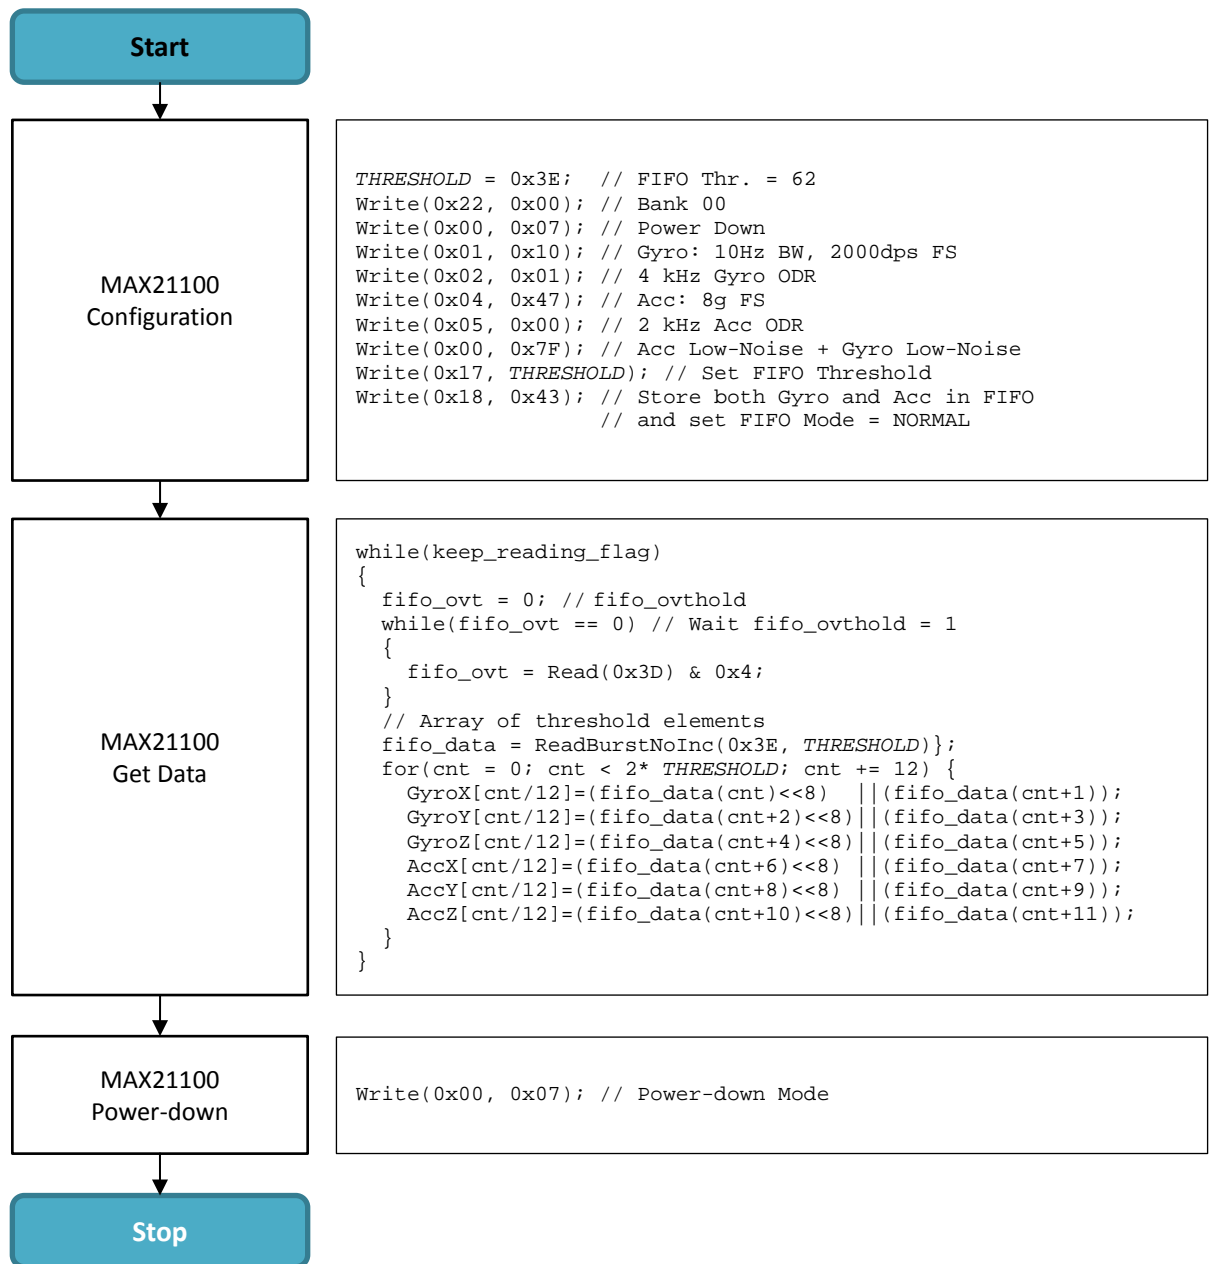 Start
MAX21100
Configuration
THRESHOLD = 0x3E;  // FIFO Thr. = 62
Write(0x22, 0x00); // Bank 00
Write(0x00, 0x07); // Power Down
Write(0x01, 0x10); // Gyro: 10Hz BW, 2000dps FS
Write(0x02, 0x01); // 4 kHz Gyro ODR
Write(0x04, 0x47); // Acc: 8g FS
Write(0x05, 0x00); // 2 kHz Acc ODR
Write(0x00, 0x7F); // Acc Low-Noise + Gyro Low-Noise
Write(0x17, THRESHOLD); // Set FIFO Threshold
Write(0x18, 0x43); // Store both Gyro and Acc in FIFO
                   // and set FIFO Mode = NORMAL
MAX21100
Get Data
while(keep_reading_flag)
{
  fifo_ovt = 0; // fifo_ovthold
  while(fifo_ovt == 0) // Wait fifo_ovthold = 1
  {
    fifo_ovt = Read(0x3D) & 0x4;
  }
  // Array of threshold elements
  fifo_data = ReadBurstNoInc(0x3E, THRESHOLD)};
  for(cnt = 0; cnt < 2* THRESHOLD; cnt += 12) {
    GyroX[cnt/12]=(fifo_data(cnt)<<8)  ||(fifo_data(cnt+1));
    GyroY[cnt/12]=(fifo_data(cnt+2)<<8)||(fifo_data(cnt+3));
    GyroZ[cnt/12]=(fifo_data(cnt+4)<<8)||(fifo_data(cnt+5));
    AccX[cnt/12]=(fifo_data(cnt+6)<<8) ||(fifo_data(cnt+7));
    AccY[cnt/12]=(fifo_data(cnt+8)<<8) ||(fifo_data(cnt+9));
    AccZ[cnt/12]=(fifo_data(cnt+10)<<8)||(fifo_data(cnt+11));
  }
}
MAX21100
Power-down
Write(0x00, 0x07); // Power-down Mode
Stop